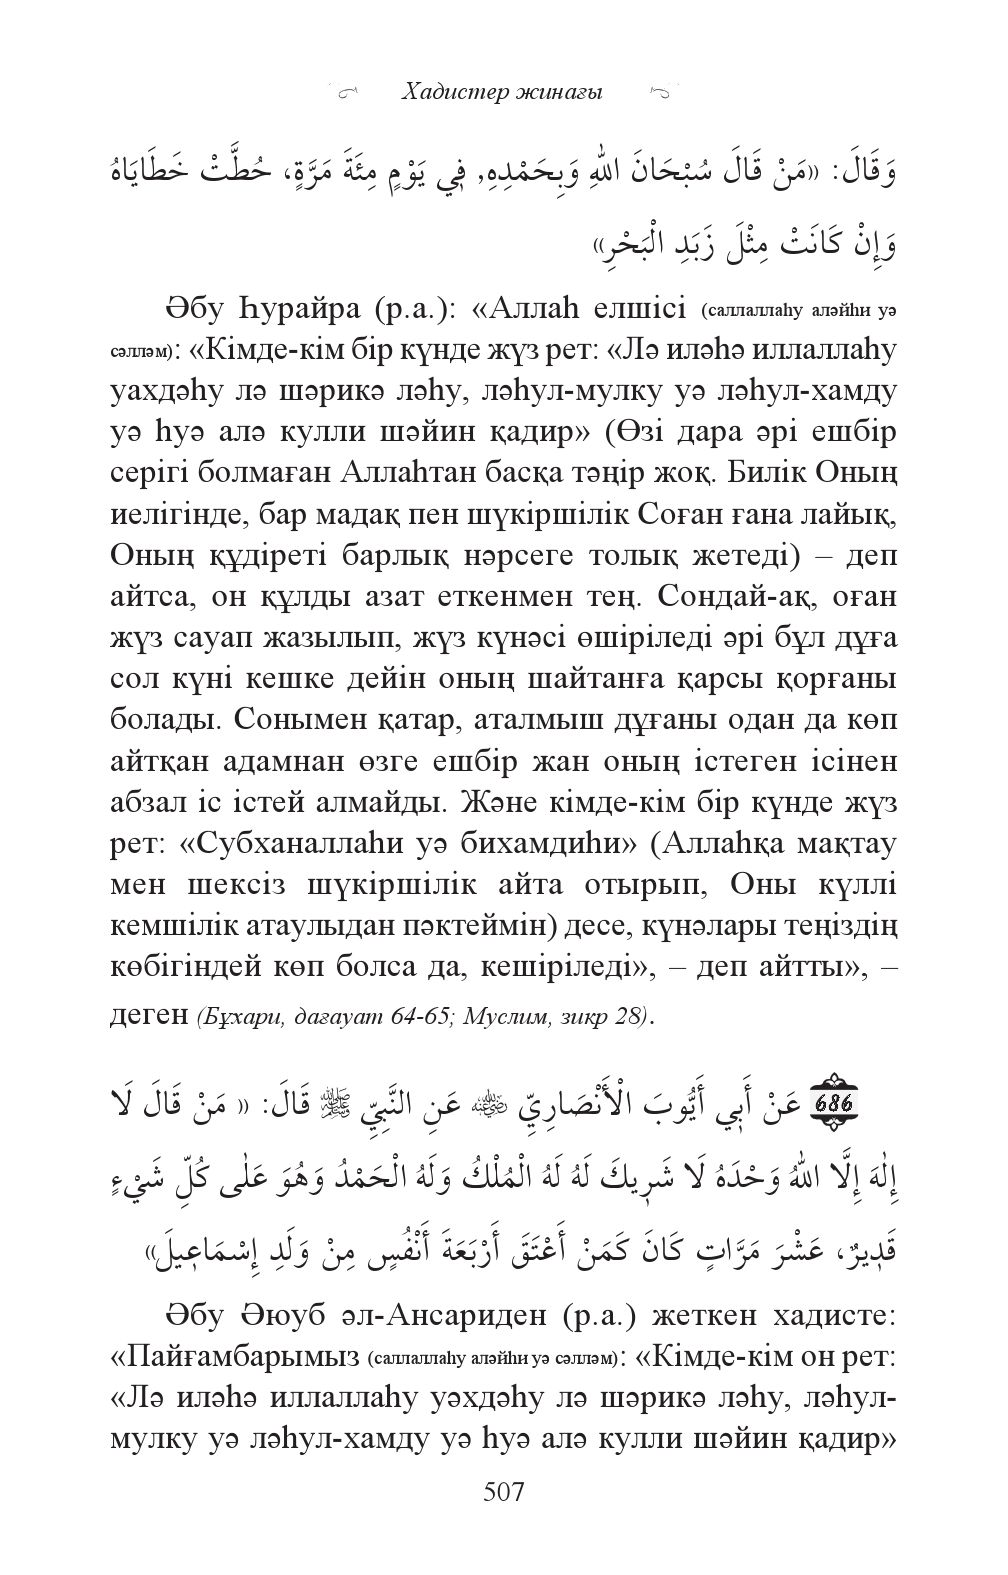 Хадистер жинағы
وَقَالَ: «مَنْ قَالَ سُبْحَانَ اللهِ وَبِحَمْدِهِ، فِي يَوْمٍ مِئَةَ مَرَّةٍ، حُطَّتْ خَطَايَاهُ
وَإِنْ كَانَتْ مِثْلَ زَبَدِ الْبَحْرِ»
Әбу Һурайра (р.а.): «Аллаһ елшісі (саллаллаһу аләйһи уә
сәлләм): «Кімде-кім бір күнде жүз рет: «Лә иләһә иллаллаһу
уахдәһу лә шәрикә ләһу, ләһул-мулку уә ләһул-хамду
уә һуә алә кулли шәйин қадир» (Өзі дара әрі ешбір
серігі болмаған Аллаһтан басқа тәңір жоқ. Билік Оның
иелігінде, бар мадақ пен шүкіршілік Соған ғана лайық,
Оның құдіреті барлық нәрсеге толық жетеді) – деп
айтса, он құлды азат еткенмен тең. Сондай-ақ, оған
жүз сауап жазылып, жүз күнәсі өшіріледі әрі бұл дұға
сол күні кешке дейін оның шайтанға қарсы қорғаны
болады. Сонымен қатар, аталмыш дұғаны одан да көп
айтқан адамнан өзге ешбір жан оның істеген ісінен
абзал іс істей алмайды. Және кімде-кім бір күнде жүз
рет: «Субханаллаһи уә бихамдиһи» (Аллаһқа мақтау
мен шексіз шүкіршілік айта отырып, Оны күллі
кемшілік атаулыдан пәктеймін) десе, күнәлары теңіздің
көбігіндей көп болса да, кешіріледі», – деп айтты», –
деген (Бұхари, дағауат 64-65; Муслим, зикр 28).
686 عَنْ أَبِي أَيُّوبَ الْأَنْصَارِيِّ ﷺ عَنِ النَّبِيِّ ﷺ قَالَ: « مَنْ قَالَ لَا
إِلٰهَ إِلَّا اللهُ وَحْدَهُ لَا شَرِيكَ لَهُ لَهُ الْمُلْكُ وَلَهُ الْحَمْدُ وَهُوَ عَلٰى كُلِّ شَيْءٍ
قَدِيرٌ، عَشْرَ مَرَّاتٍ كَانَ كَمَنْ أَعْتَقَ أَرْبَعَةَ أَنْفُسٍ مِنْ وَلَدِ إِسْمَاعِيلَ»
Әбу Әюуб әл-Ансариден (р.а.) жеткен хадисте:
«Пайғамбарымыз (саллаллаһу аләйһи уә сәлләм): «Кімде-кім он рет:
«Лә иләһә иллаллаһу уәхдәһу лә шәрикә ләһу, ләһул-
мулку уә ләһул-хамду уә һуә алә кулли шәйин қадир»
507